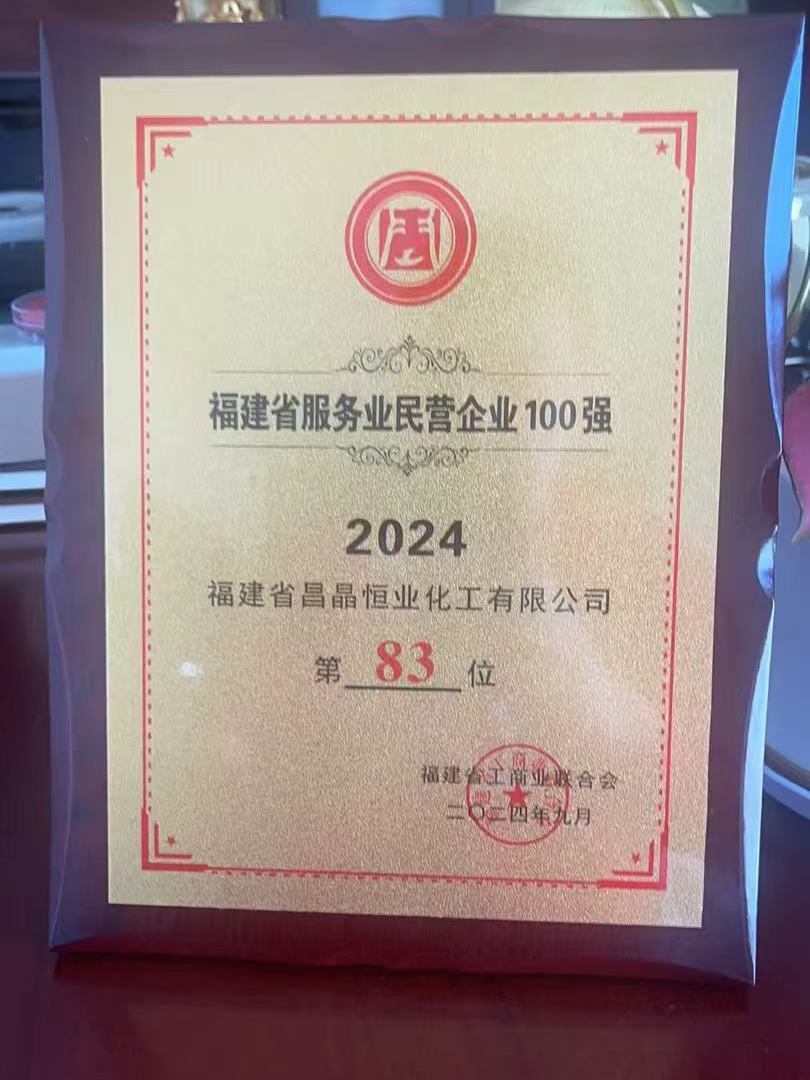 福建省服务业民营企业100强
2024
福建省昌晶恒业化工有限公司
第 83 位
福建省工商业联合会
二〇二四年九月